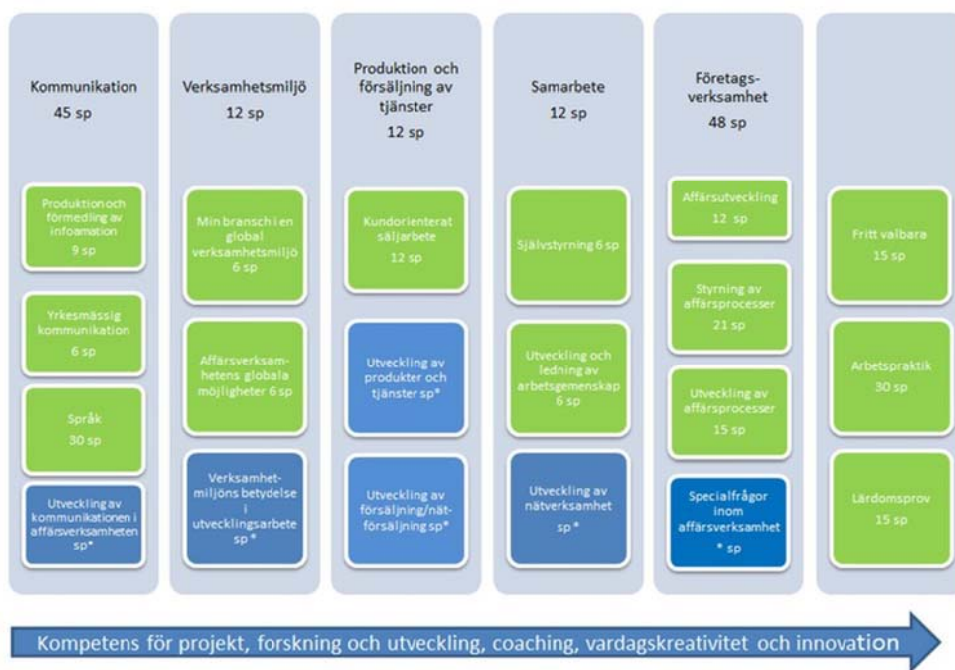 Kommunikation
45 sp
Produktion och
förmedling av
infoamation
9 sp
Yrkesmässig
kommunikation
6 sp
Språk
30 sp
Utveckling av
kommunikationen i
affärsverksamheten
sp*
Verksamhetsmiljö
12 sp
Min bransch i en
global
verksamhetsmiljö
6 sp
Affärsverksam-
hetens globala
möjligheter 6 sp
Verksamhet-
miljöns betydelse
i
utvecklingsarbete
sp *
Produktion och
försäljning av
tjänster
12 sp
Kundorienterat
säljarbete
12 sp
Utveckling av
produkter och
tjänster sp*
Utveckling av
försäljning/nät-
försäljning sp*
Samarbete
12 sp
Självstyrning 6 sp
Utveckling och
ledning av
arbetsgemenskap
6 sp
Utveckling av
nätverksamhet
sp *
Företags-
verksamhet
48 sp
Affärsutveckling
12 sp
Styrning av
affärsprocesser
21 sp
Utveckling av
affärsprocesser
15 sp
Specialfrågor
inom
affärsverksamhet
* sp
Fritt valbara
15 sp
Arbetspraktik
30 sp
Lärdomsprov
15 sp
Kompetens för projekt, forskning och utveckling, coaching, vardagskreativitet och innovation